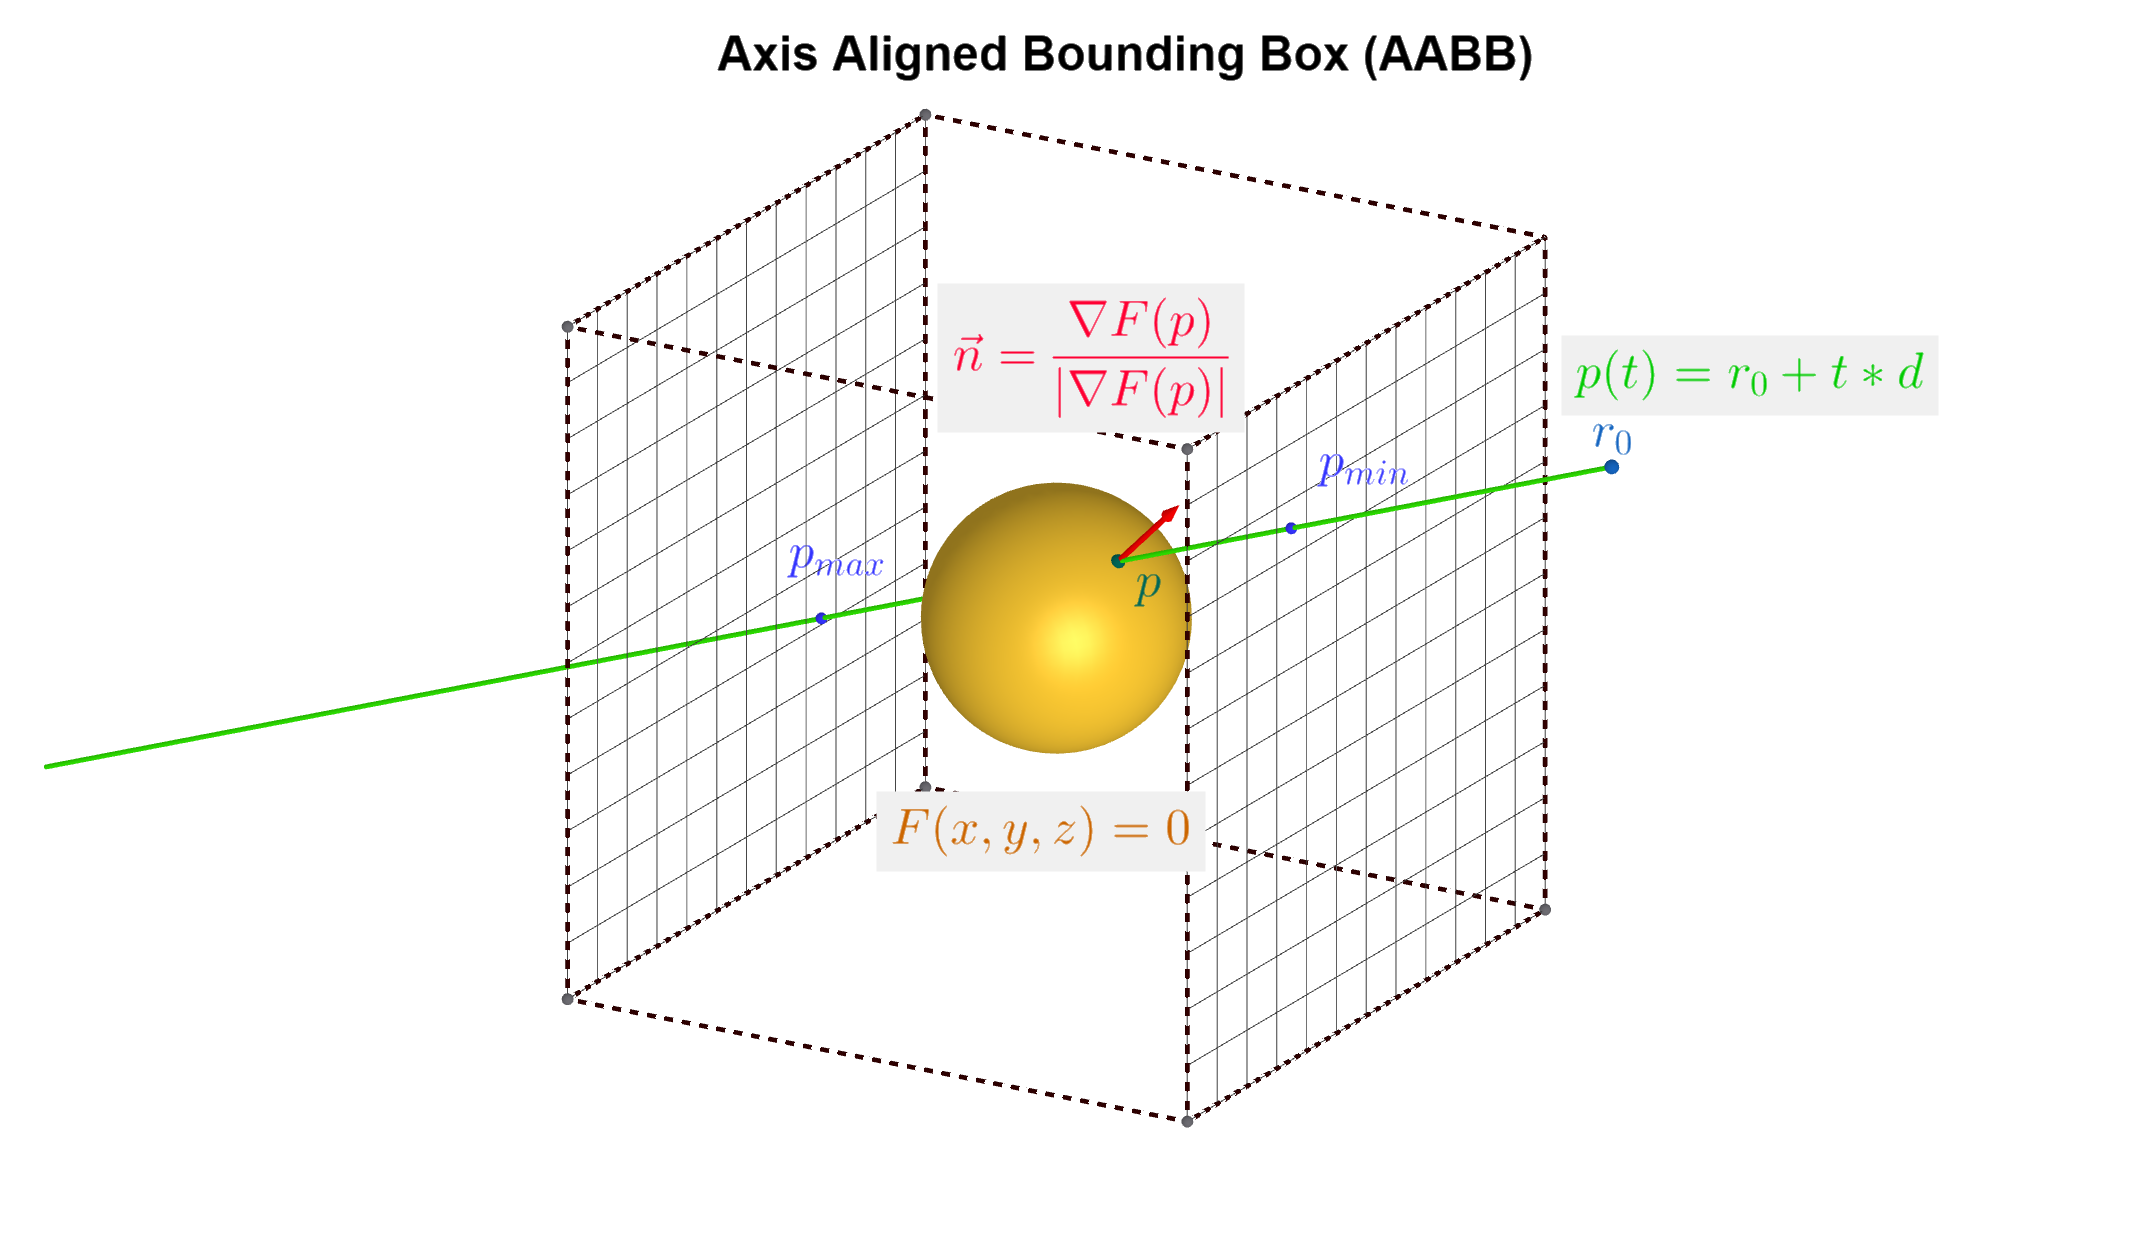 Axis Aligned Bounding Box (AABB)
$\vec{n} = \frac{\nabla F(p)}{|\nabla F(p)|}$
$p(t) = r_0 + t * d$
$r_0$
$p_{min}$
$p_{max}$
$p$
$F(x, y, z) = 0$